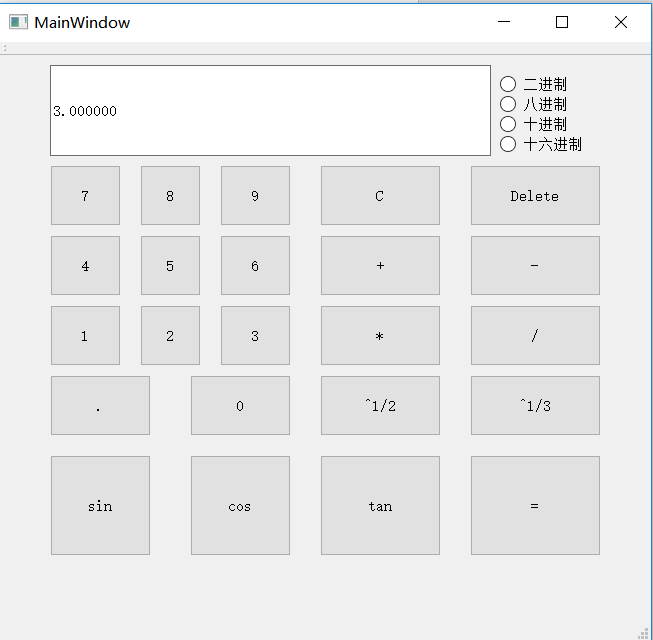 MainWindow
3.000000
二进制
八进制
十进制
十六进制
7 8 9 C Delete
4 5 6 + -
1 2 3 * /
. 0 ^1/2 ^1/3
sin cos tan =